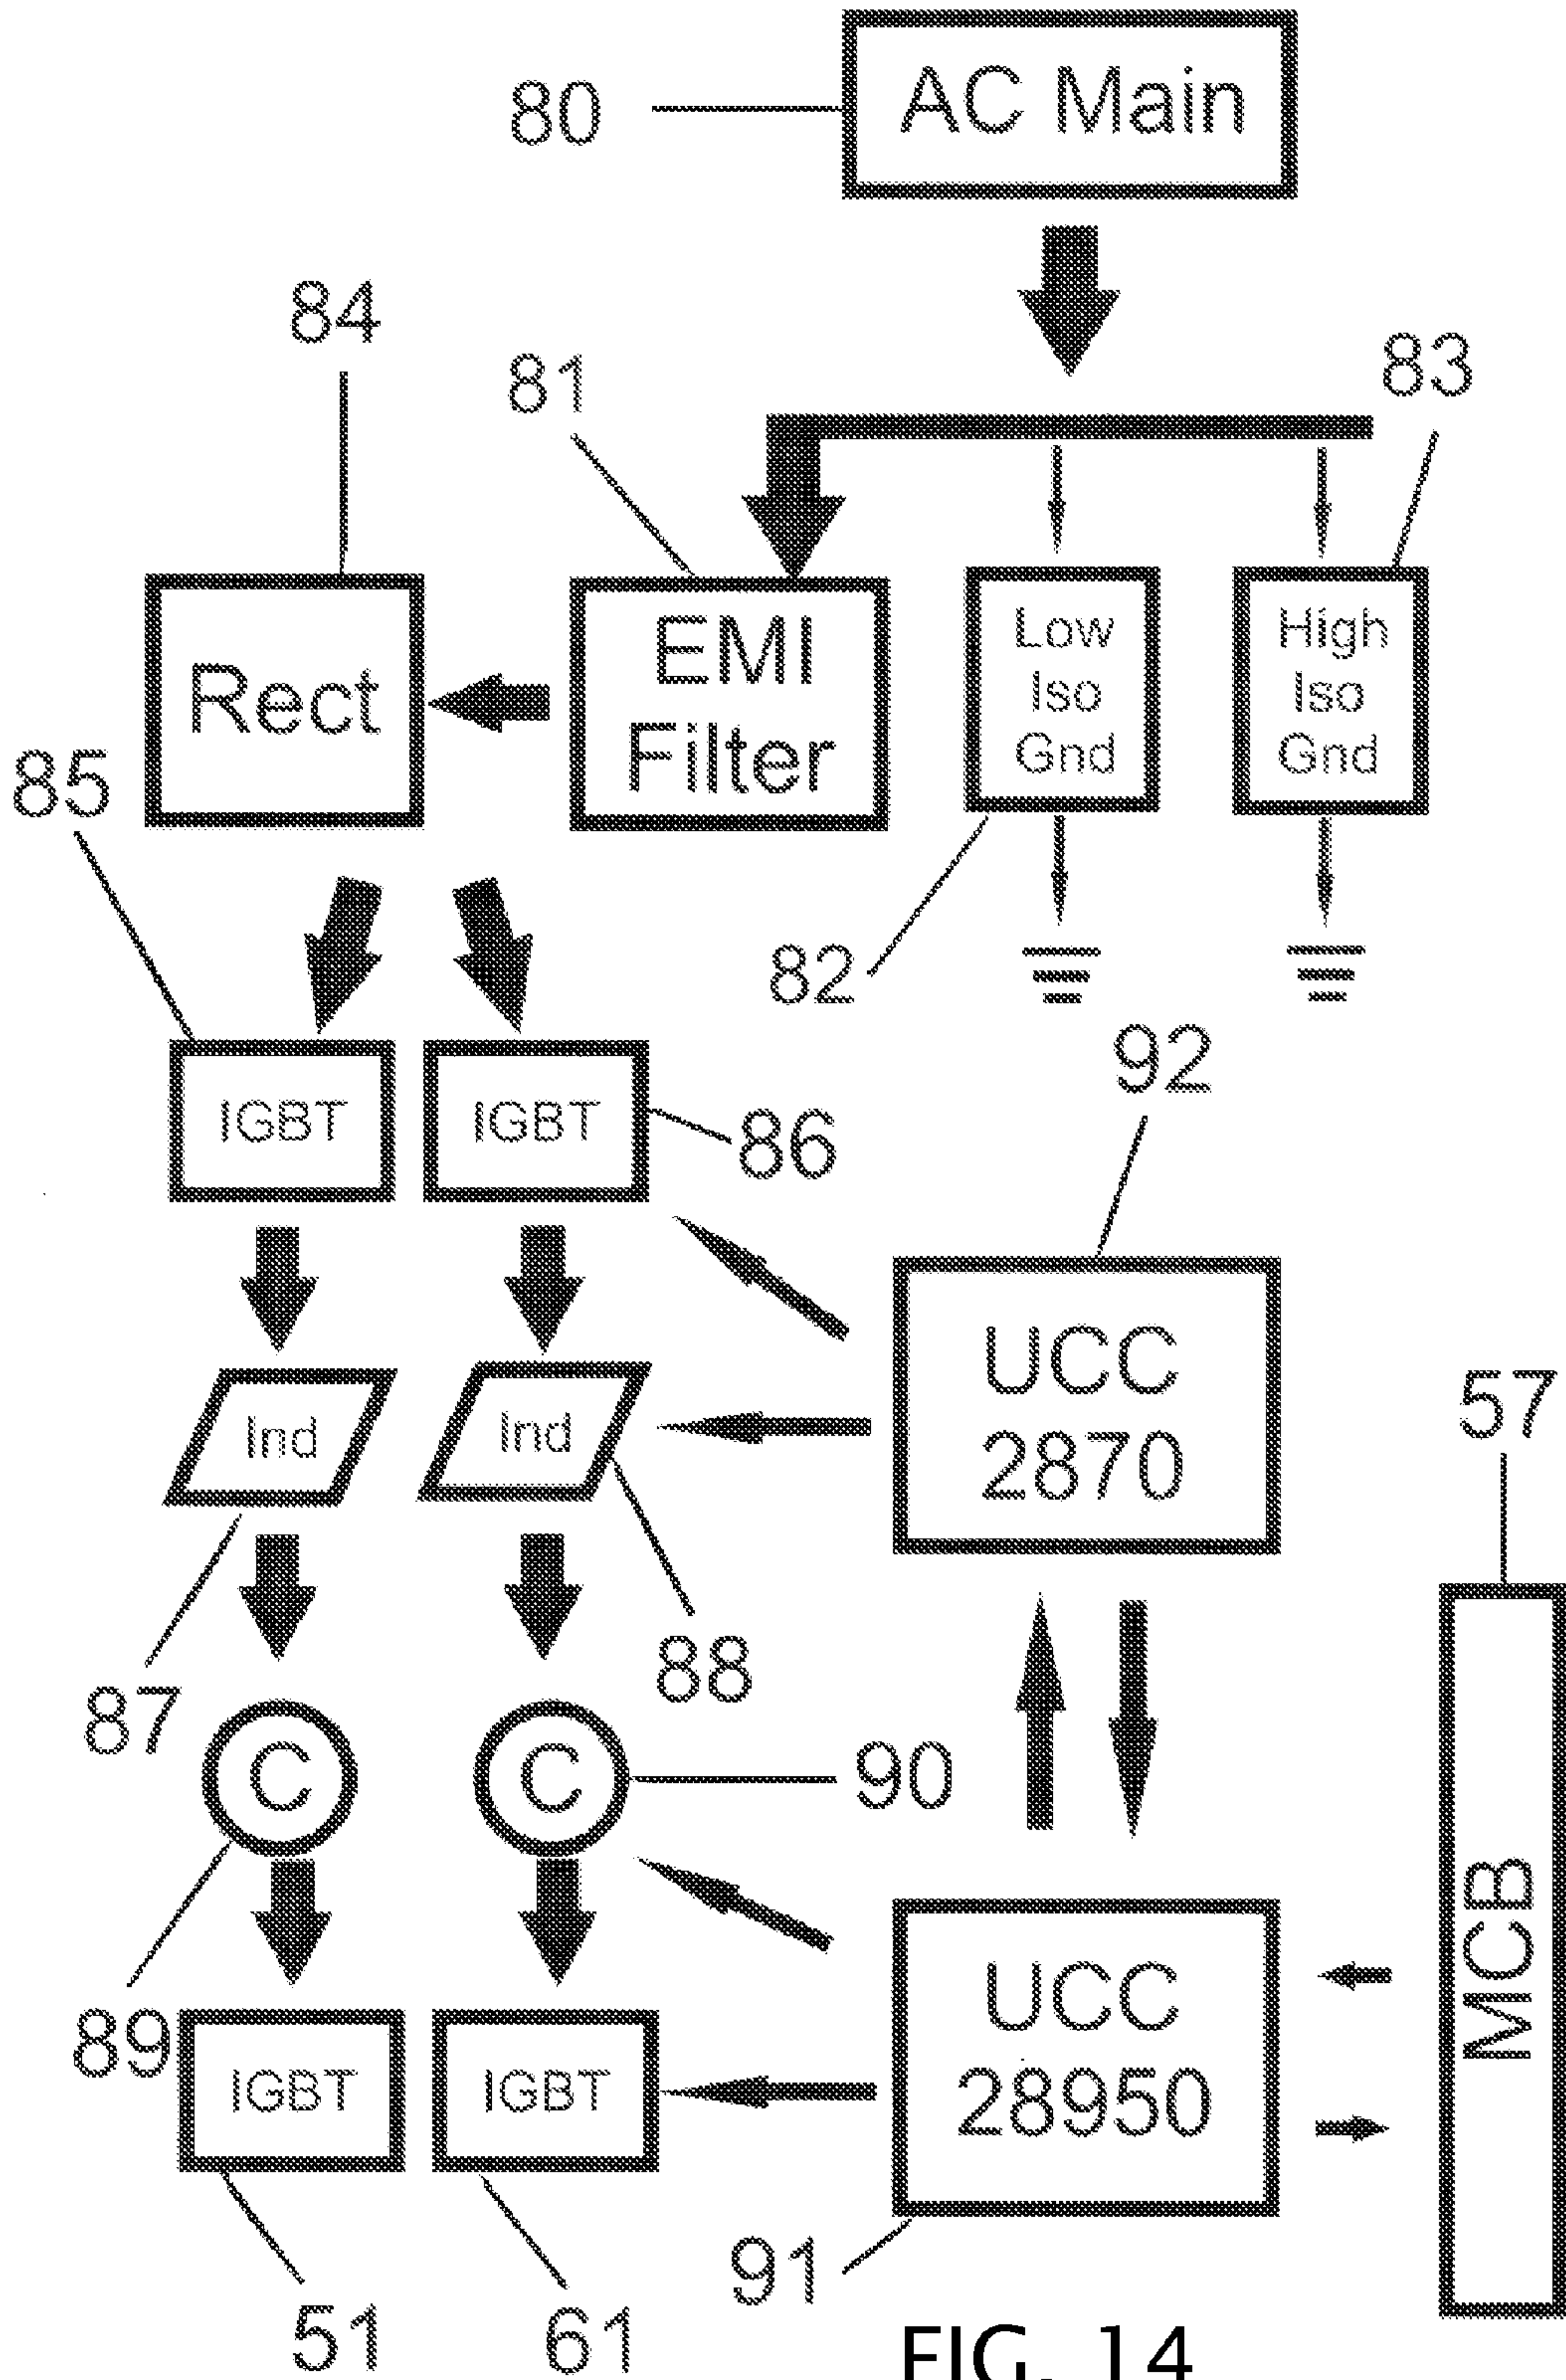 80
AC Main
84
81
83
Rect
EMI
Filter
Low
Iso
Gnd
High
Iso
Gnd
85
82
92
IGBT
IGBT
86
UCC
2870
57
Ind
Ind
87
88
C
C
90
MCB
89
IGBT
IGBT
UCC
28950
91
51
61
FIG. 14